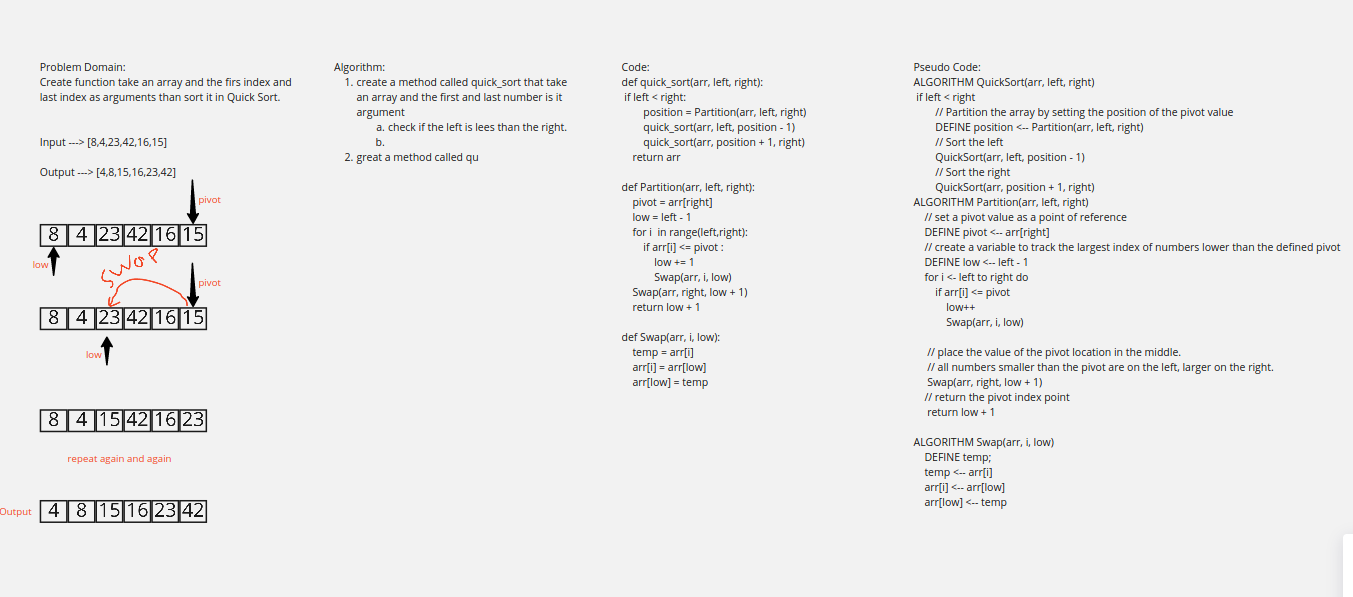 Problem Domain:
Create function take an array and the firs index and
last index as arguments than sort it in Quick Sort.
Input ---> [8,4,23,42,16,15]
Output ---> [4,8,15,16,23,42]
pivot
8 4 23 42 16 15
low
SWAP
pivot
8 4 23 42 16 15
low
8 4 15 42 16 23
repeat again and again
Output
4 8 15 16 23 42
Algorithm:
1. create a method called quick_sort that take
an array and the first and last number is it
argument
a. check if the left is lees than the right.
b.
2. great a method called qu
Code:
def quick_sort(arr, left, right):
if left < right:
position = Partition(arr, left, right)
quick_sort(arr, left, position - 1)
quick_sort(arr, position + 1, right)
return arr
def Partition(arr, left, right):
pivot = arr[right]
low = left - 1
for i in range(left,right):
if arr[i] <= pivot :
low += 1
Swap(arr, i, low)
Swap(arr, right, low + 1)
return low + 1
def Swap(arr, i, low):
temp = arr[i]
arr[i] = arr[low]
arr[low] = temp
Pseudo Code:
ALGORITHM QuickSort(arr, left, right)
if left < right
// Partition the array by setting the position of the pivot value
DEFINE position <-- Partition(arr, left, right)
// Sort the left
QuickSort(arr, left, position - 1)
// Sort the right
QuickSort(arr, position + 1, right)
ALGORITHM Partition(arr, left, right)
// set a pivot value as a point of reference
DEFINE pivot <-- arr[right]
// create a variable to track the largest index of numbers lower than the defined pivot
DEFINE low <-- left - 1
for i <- left to right do
if arr[i] <= pivot
low++
Swap(arr, i, low)
// place the value of the pivot location in the middle.
// all numbers smaller than the pivot are on the left, larger on the right.
Swap(arr, right, low + 1)
// return the pivot index point
return low + 1
ALGORITHM Swap(arr, i, low)
DEFINE temp;
temp <-- arr[i]
arr[i] <-- arr[low]
arr[low] <-- temp